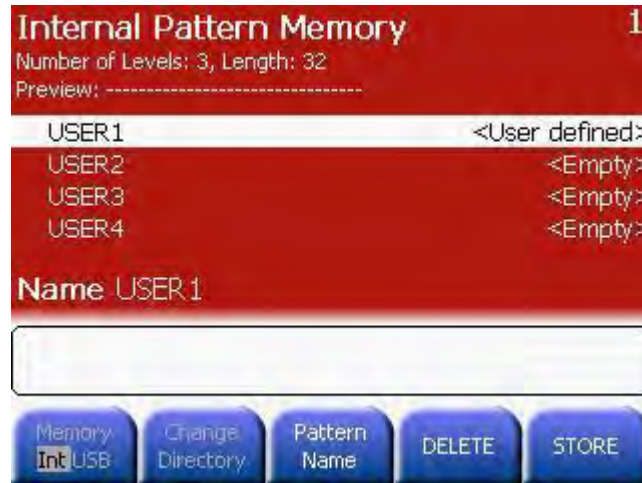 Internal Pattern Memory
Number of Levels: 3, Length: 32
Preview: --------------------------------
USER1 <User defined>
USER2 <Empty>
USER3 <Empty>
USER4 <Empty>
Name USER1
Memory Int USB
Change Directory
Pattern Name
DELETE
STORE